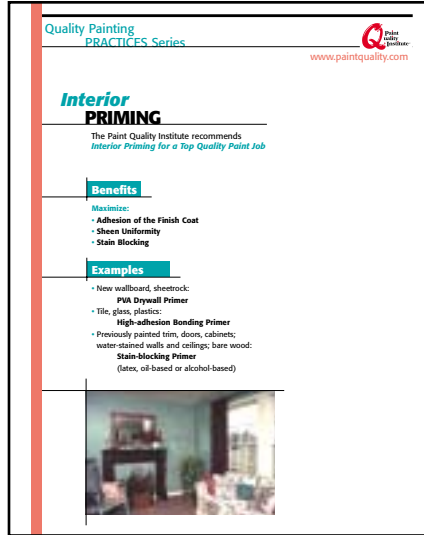 Quality Painting
PRACTICES Series
Paint
Quality
Institute
www.paintquality.com
Interior
PRIMING
The Paint Quality Institute recommends
Interior Priming for a Top Quality Paint Job
Benefits
Maximize:
• Adhesion of the Finish Coat
• Sheen Uniformity
• Stain Blocking
Examples
• New wallboard, sheetrock:
PVA Drywall Primer
• Tile, glass, plastics:
High-adhesion Bonding Primer
• Previously painted trim, doors, cabinets;
water-stained walls and ceilings; bare wood:
Stain-blocking Primer
(latex, oil-based or alcohol-based)